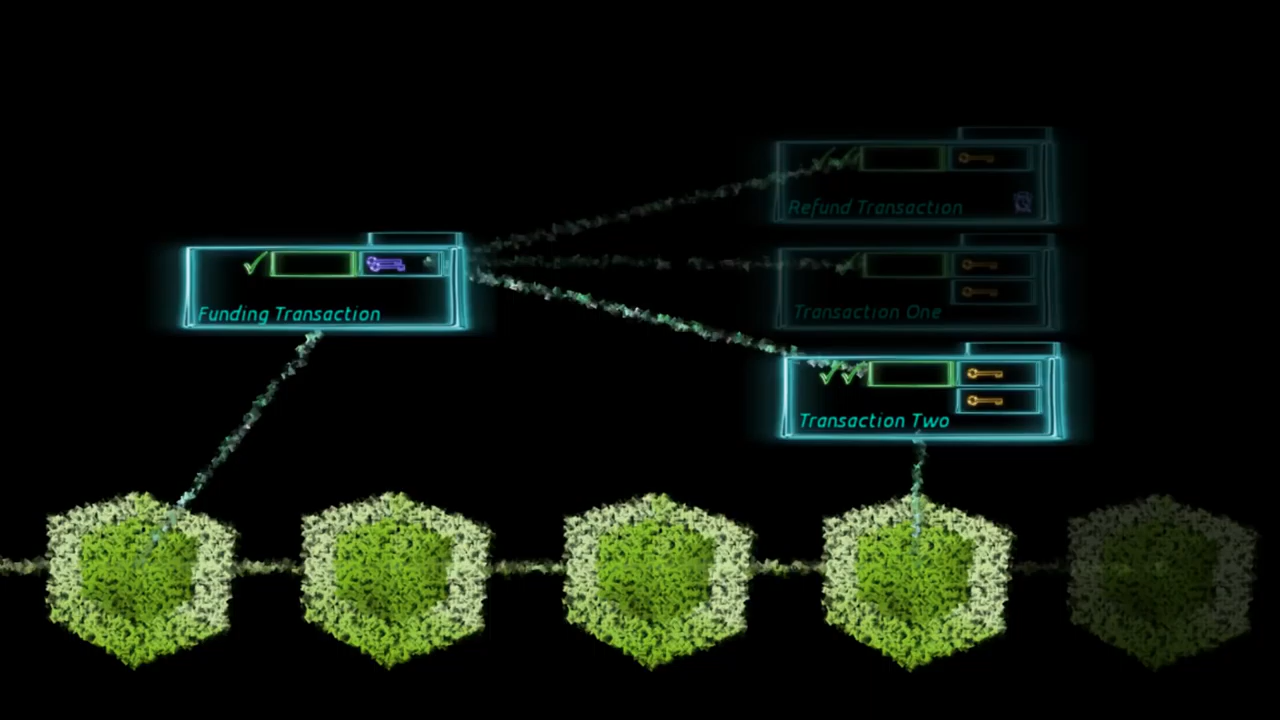 Refund Transaction
Funding Transaction
Transaction One
Transaction Two